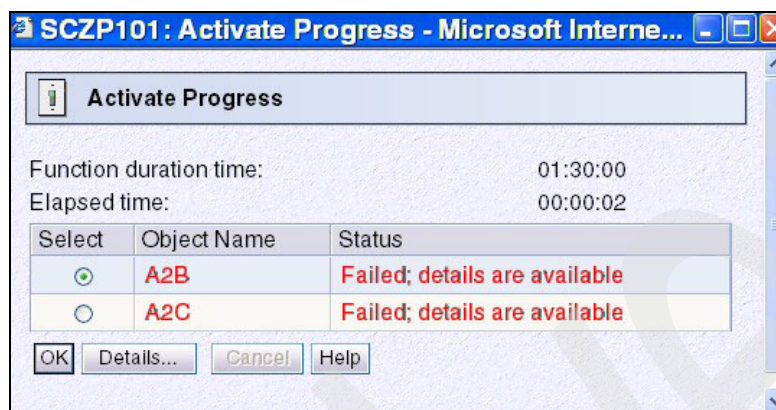 SCZP101: Activate Progress - Microsoft Interne...
Activate Progress
Function duration time: 01:30:00
Elapsed time: 00:00:02
Select Object Name Status
A2B Failed; details are available
A2C Failed; details are available
OK Details... Cancel Help